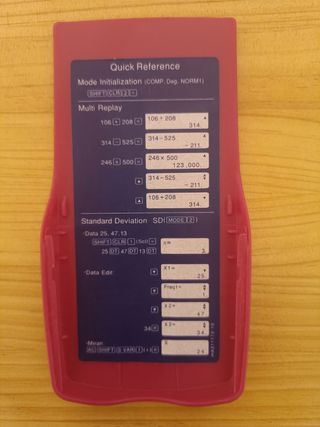 Quick Reference
Mode Initialization (COMP, Deg, NORM1)
SHIFT CLR 2 =
Multi Replay
106 + 208 = 106+208 314.
314 − 525 = 314−525 −211.
246 × 500 = 246×500 123,000.
▼ 314−525 −211.
▲ 106+208 314.
Standard Deviation SD(MODE 2)
·Data 25, 47, 13
SHIFT CLR 1 (Scl) =
25 DT 47 DT 13 DT n= 3.
·Data Edit: ▼ x1= 25.
▼ Freq1= 1.
▼ x2= 47.
34 = x2= 34.
·Mean
AC SHIFT S-VAR 1 (x̄) = x̄ 24.